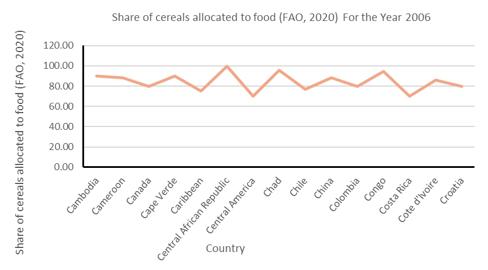 Share of cereals allocated to food (FAO, 2020) For the Year 2006
Share of cereals allocated to food (FAO, 2020)
120.00
100.00
80.00
60.00
40.00
20.00
0.00
Cambodia
Cameroon
Canada
Cape Verde
Caribbean
Central African Republic
Central America
Chad
Chile
China
Colombia
Congo
Costa Rica
Cote d'Ivoire
Croatia
Country